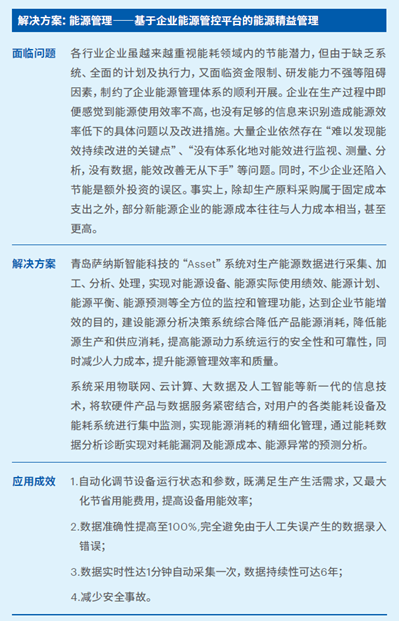 解决方案：能源管理——基于企业能源管控平台的能源精益管理
面临问题
各行业企业虽越来越重视能耗领域内的节能潜力，但由于缺乏系
统、全面的计划及执行力，又面临资金限制、研发能力不强等阻碍
因素，制约了企业能源管理体系的顺利开展。企业在生产过程中即
便感觉到能源使用效率不高，也没有足够的信息来识别造成能源效
率低下的具体问题以及改进措施。大量企业依然存在“难以发现能
效持续改进的关键点”、“没有体系化地对能效进行监视、测量、分
析，没有数据，能效改善无从下手”等问题。同时，不少企业还陷入
节能是额外投资的误区。事实上，除却生产原料采购属于固定成本
支出之外，部分新能源企业的能源成本往往与人力成本相当，甚至
更高。
解决方案
青岛萨纳斯智能科技的“Asset”系统对生产能源数据进行采集、加
工、分析、处理，实现对能源设备、能源实际使用绩效、能源计划、
能源平衡、能源预测等全方位的监控和管理功能，达到企业节能增
效的目的，建设能源分析决策系统综合降低产品能源消耗，降低能
源生产和供应消耗，提高能源动力系统运行的安全性和可靠性，同
时减少人力成本，提升能源管理效率和质量。
系统采用物联网、云计算、大数据及人工智能等新一代的信息技
术，将软硬件产品与数据服务紧密结合，对用户的各类能耗设备及
能耗系统进行集中监测，实现能源消耗的精细化管理，通过能耗数
据分析诊断实现对耗能漏洞及能源成本、能源异常的预测分析。
应用成效
1.自动化调节设备运行状态和参数，既满足生产生活需求，又最大
化节省用能费用，提高设备用能效率；
2.数据准确性提高至100%，完全避免由于人工失误产生的数据录入
错误；
3.数据实时性达1分钟自动采集一次，数据持续性可达6年；
4.减少安全事故。